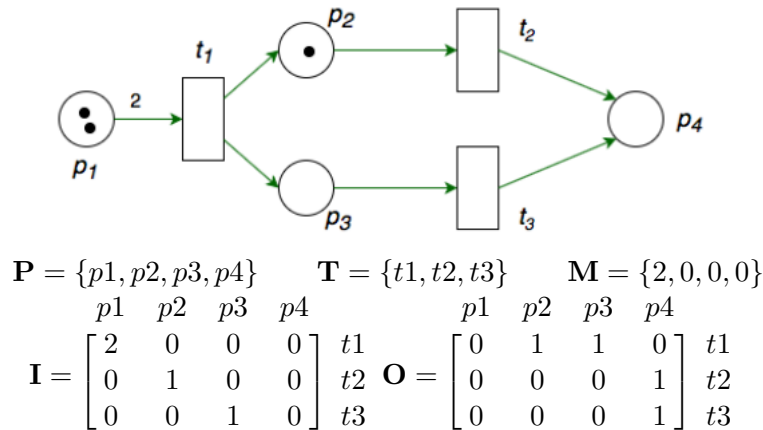 p2
t1
t2
2
p4
p1
p3
t3
P = {p1, p2, p3, p4} T = {t1, t2, t3} M = {2, 0, 0, 0}
p1 p2 p3 p4 p1 p2 p3 p4
2 0 0 0 t1 0 1 1 0 t1
I = 0 1 0 0 t2 O = 0 0 0 1 t2
0 0 1 0 t3 0 0 0 1 t3